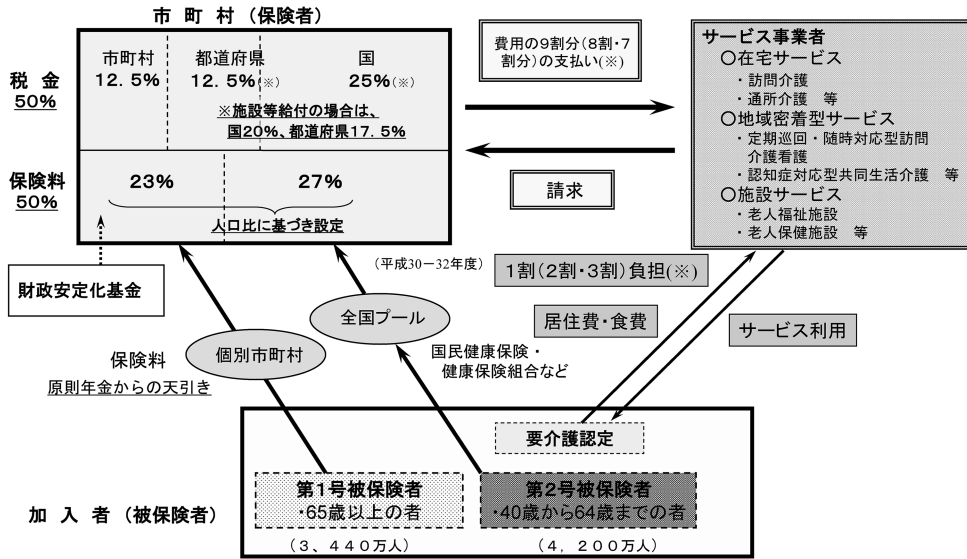 市 町 村 (保険者)
税 金
50%
市町村
12.5%
都道府県
12.5%(※)
国
25%(※)
※施設等給付の場合は、
国20%、都道府県17.5%
保険料
50%
23%
27%
人口比に基づき設定
財政安定化基金
(平成30-32年度)
費用の9割分(8割・7
割分)の支払い(※)
請求
サービス事業者
○在宅サービス
・訪問介護
・通所介護 等
○地域密着型サービス
・定期巡回・随時対応型訪問
介護看護
・認知症対応型共同生活介護 等
○施設サービス
・老人福祉施設
・老人保健施設 等
1割(2割・3割)負担(※)
居住費・食費
サービス利用
全国プール
個別市町村
保険料
原則年金からの天引き
国民健康保険・
健康保険組合など
要介護認定
加 入 者 (被保険者)
第1号被保険者
・65歳以上の者
(3、440万人)
第2号被保険者
・40歳から64歳までの者
(4,200万人)